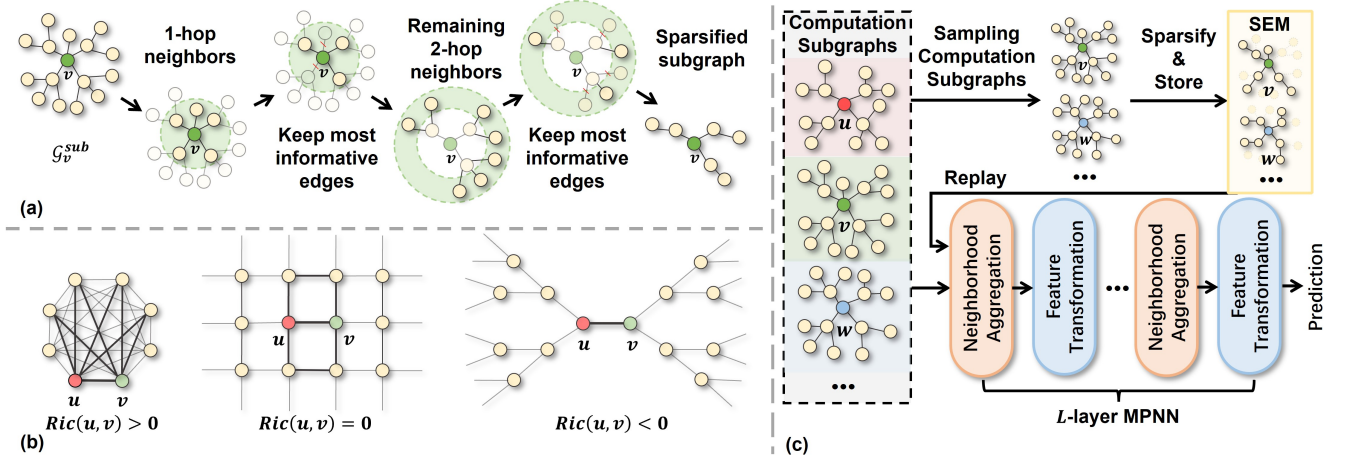 (a)
𝒢ᵥˢᵘᵇ
v
1-hop
neighbors
v
v
Keep most
informative
edges
Remaining
2-hop
neighbors
v
v
Keep most
informative
edges
Sparsified
subgraph
v
(b)
u
v
Ric(u, v) > 0
u
v
Ric(u, v) = 0
u
v
Ric(u, v) < 0
(c)
Computation
Subgraphs
u
v
w
•••
Sampling
Computation
Subgraphs
v
w
•••
Sparsify
&
Store
SEM
v
w
•••
Replay
Neighborhood
Aggregation
Feature
Transformation
•••
Neighborhood
Aggregation
Feature
Transformation
Prediction
L-layer MPNN